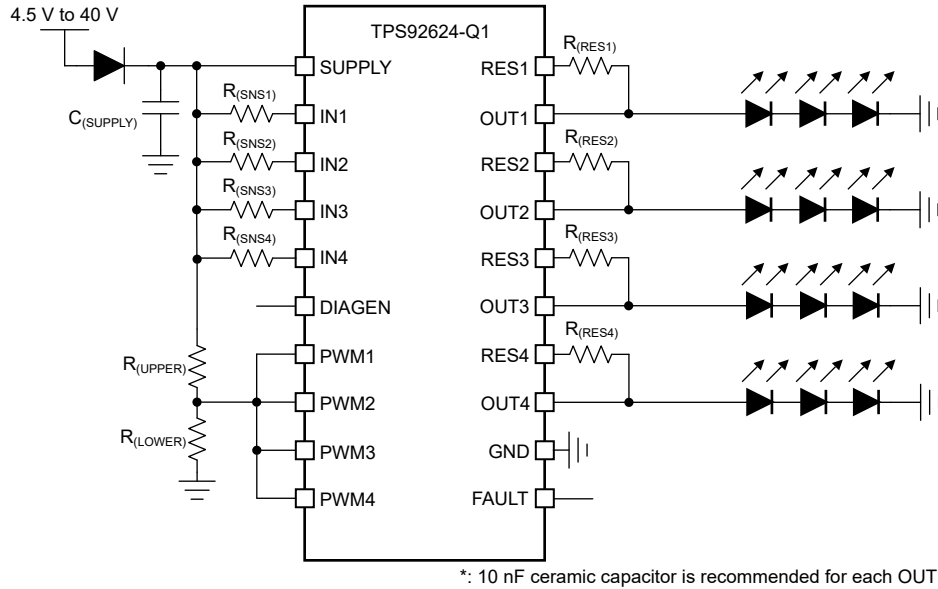 4.5 V to 40 V
TPS92624-Q1
C(SUPPLY)
R(SNS1)
R(SNS2)
R(SNS3)
R(SNS4)
R(UPPER)
R(LOWER)
SUPPLY
IN1
IN2
IN3
IN4
DIAGEN
PWM1
PWM2
PWM3
PWM4
RES1
OUT1
RES2
OUT2
RES3
OUT3
RES4
OUT4
GND
FAULT
R(RES1)
R(RES2)
R(RES3)
R(RES4)
*: 10 nF ceramic capacitor is recommended for each OUT